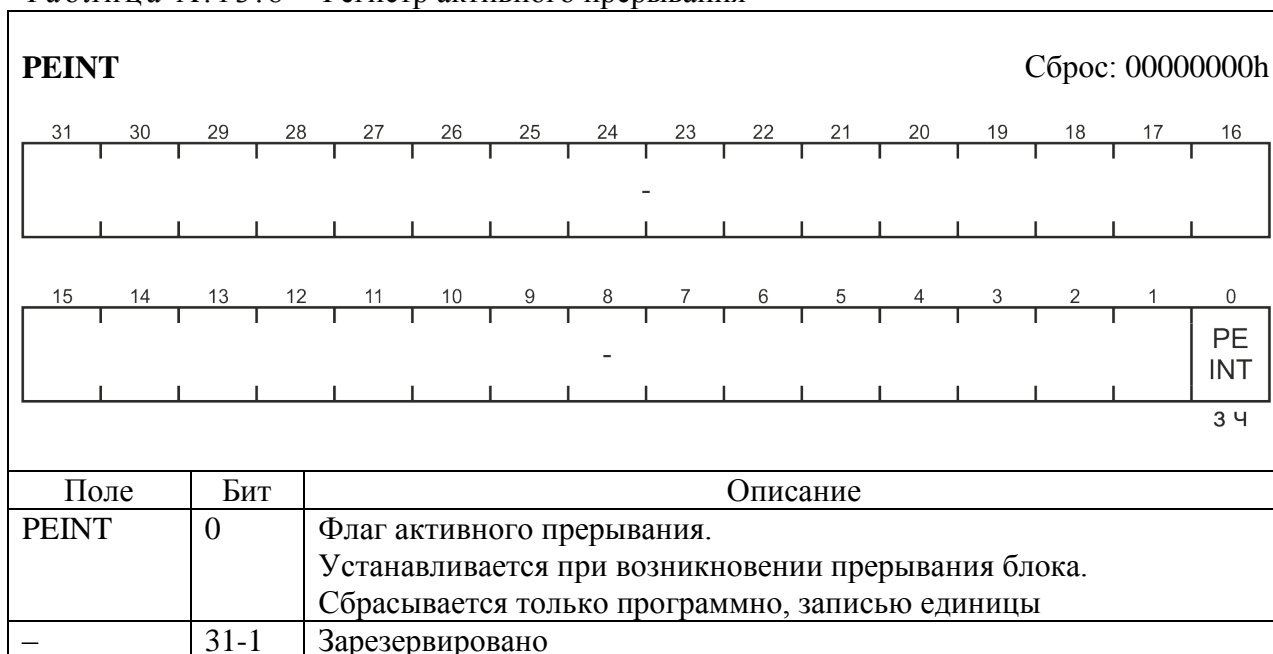 Регистр активного прерывания
PEINT Сброс: 00000000h
31 30 29 28 27 26 25 24 23 22 21 20 19 18 17 16
-
15 14 13 12 11 10 9 8 7 6 5 4 3 2 1 0
-
PE
INT
З Ч
Поле Бит Описание
PEINT 0 Флаг активного прерывания.
Устанавливается при возникновении прерывания блока.
Сбрасывается только программно, записью единицы
– 31-1 Зарезервировано